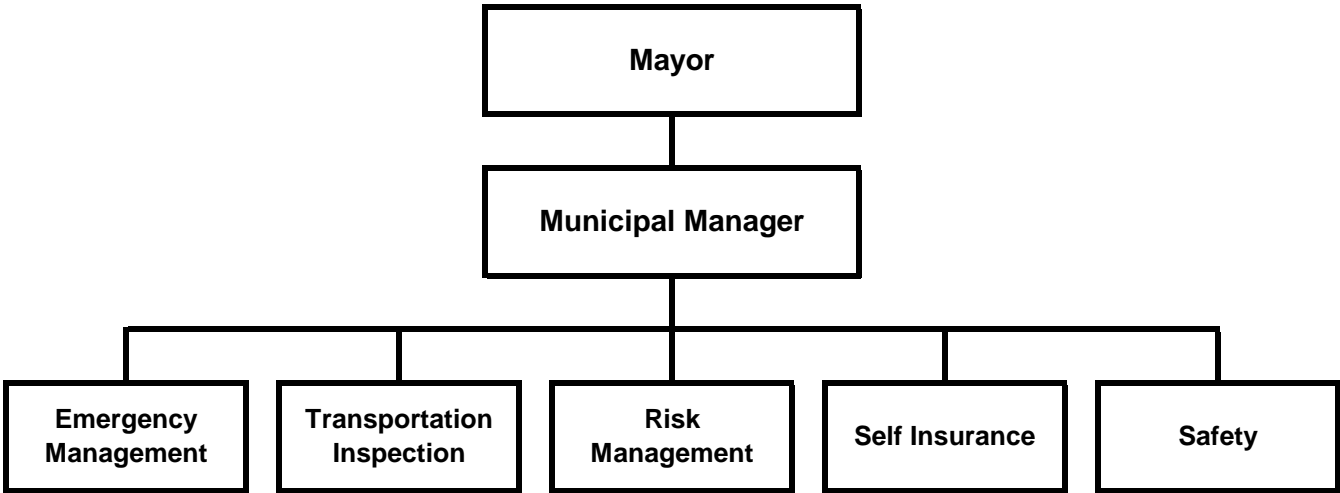 Mayor
Municipal Manager
Emergency
Management
Transportation
Inspection
Risk
Management
Self Insurance
Safety